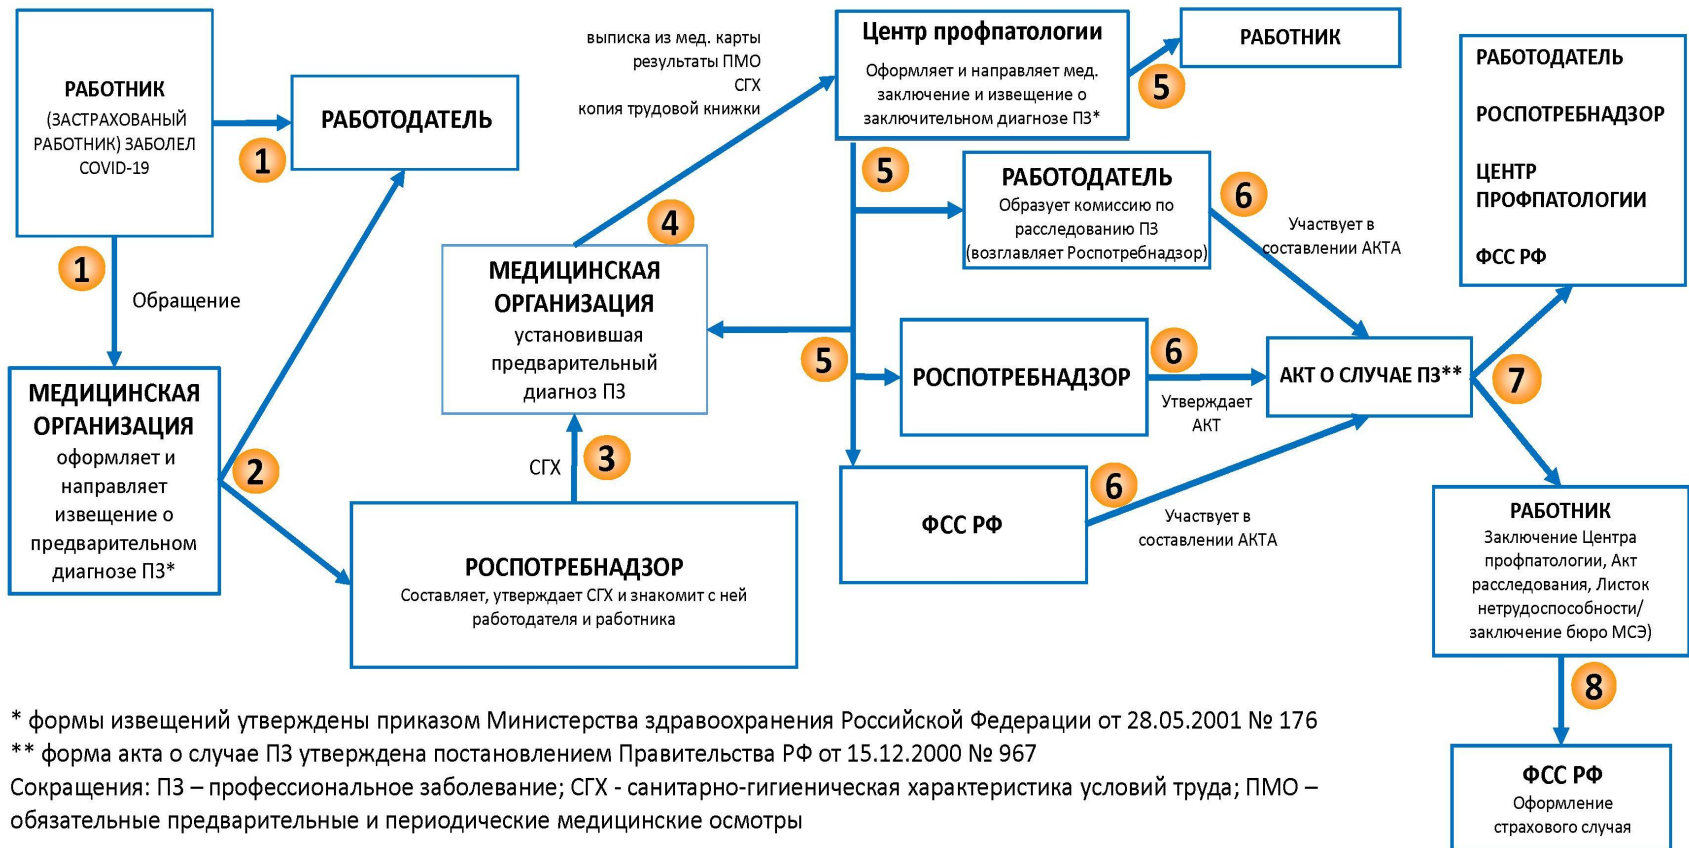 РАБОТНИК
(ЗАСТРАХОВАНЫЙ
РАБОТНИК) ЗАБОЛЕЛ
COVID-19
1
РАБОТОДАТЕЛЬ
1
Обращение
МЕДИЦИНСКАЯ
ОРГАНИЗАЦИЯ
оформляет и
направляет
извещение о
предварительном
диагнозе ПЗ*
2
РОСПОТРЕБНАДЗОР
Составляет, утверждает СГХ и знакомит с ней
работодателя и работника
СГХ
3
МЕДИЦИНСКАЯ
ОРГАНИЗАЦИЯ
установившая
предварительный
диагноз ПЗ
4
выписка из мед. карты
результаты ПМО
СГХ
копия трудовой книжки
Центр профпатологии
Оформляет и направляет мед.
заключение и извещение о
заключительном диагнозе ПЗ*
5
РАБОТНИК
5
РАБОТОДАТЕЛЬ
Образует комиссию по
расследованию ПЗ
(возглавляет Роспотребнадзор)
6
Участвует в
составлении АКТА
5
РОСПОТРЕБНАДЗОР
6
Утверждает
АКТ
ФСС РФ
6
Участвует в
составлении АКТА
АКТ О СЛУЧАЕ ПЗ**
7
РАБОТОДАТЕЛЬ
РОСПОТРЕБНАДЗОР
ЦЕНТР
ПРОФПАТОЛОГИИ
ФСС РФ
РАБОТНИК
Заключение Центра
профпатологии, Акт
расследования, Листок
нетрудоспособности/
заключение бюро МСЭ)
8
ФСС РФ
Оформление
страхового случая
* формы извещений утверждены приказом Министерства здравоохранения Российской Федерации от 28.05.2001 № 176
** форма акта о случае ПЗ утверждена постановлением Правительства РФ от 15.12.2000 № 967
Сокращения: ПЗ – профессиональное заболевание; СГХ - санитарно-гигиеническая характеристика условий труда; ПМО –
обязательные предварительные и периодические медицинские осмотры